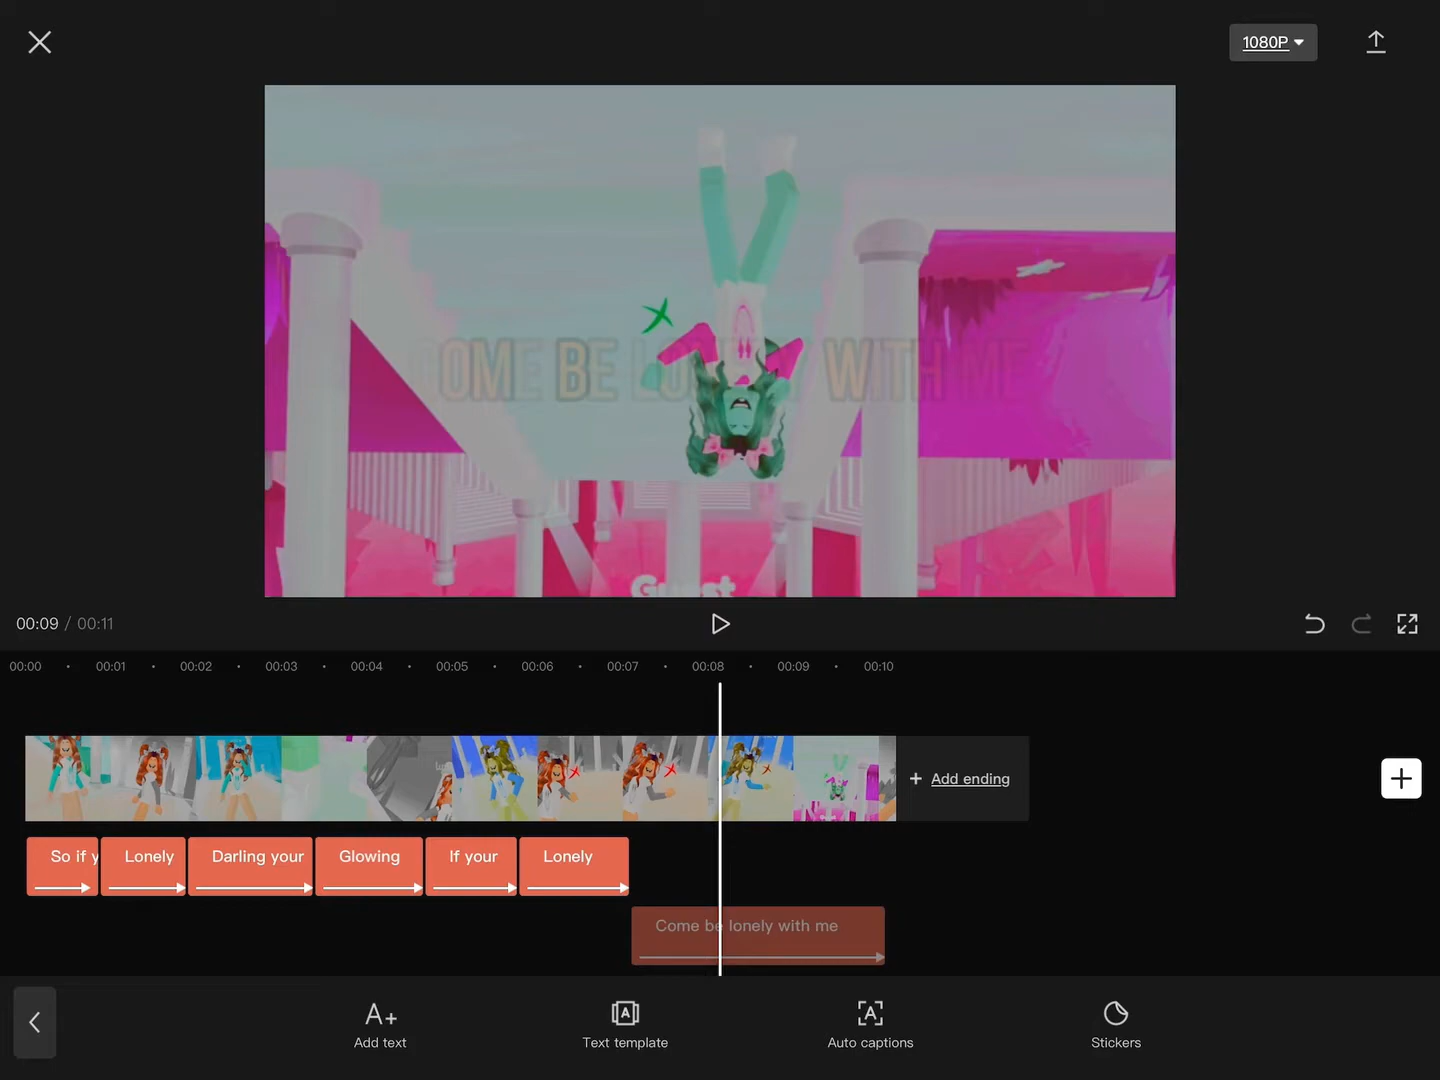 1080P
COME BE LONELY WITH ME
Guest
00:09 / 00:11
00:00 00:01 00:02 00:03 00:04 00:05 00:06 00:07 00:08 00:09 00:10
+ Add ending
So if y Lonely Darling your Glowing If your Lonely
Come be lonely with me
A+ A A
Add text Text template Auto captions Stickers